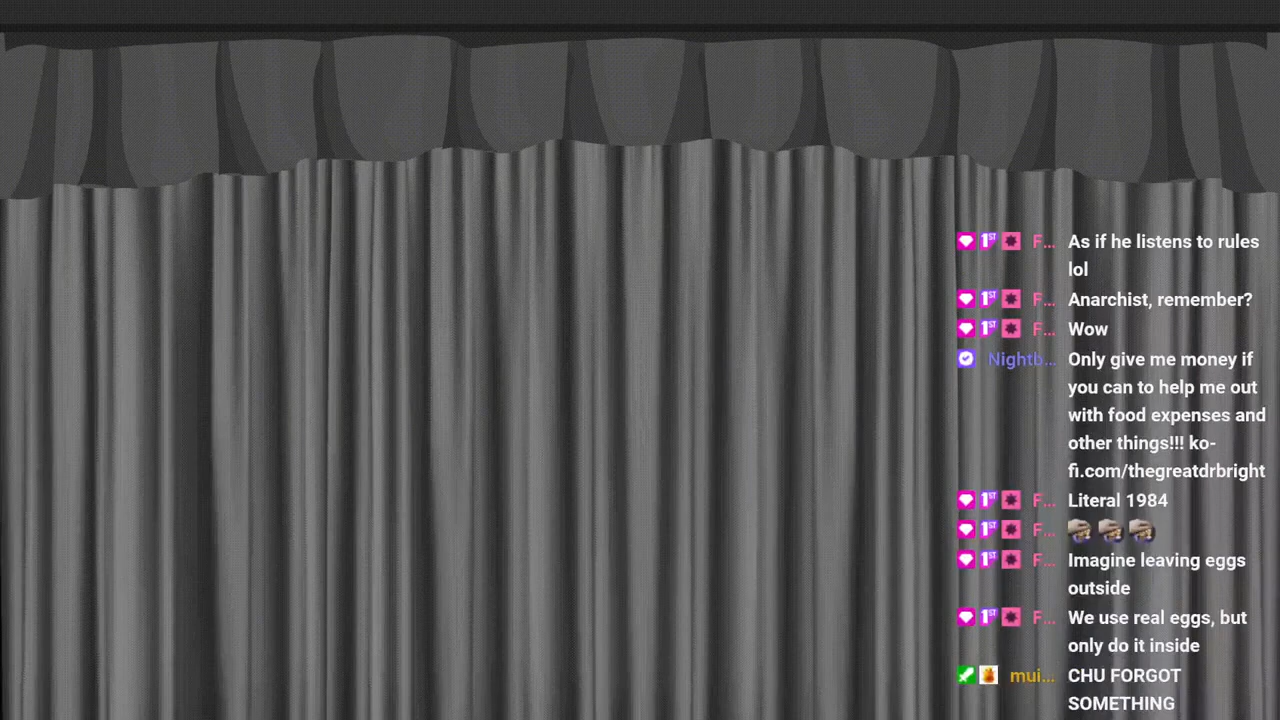 F... As if he listens to rules
lol
F... Anarchist, remember?
F... Wow
Nightb... Only give me money if
you can to help me out
with food expenses and
other things!!! ko-
fi.com/thegreatdrbright
F... Literal 1984
F...
F... Imagine leaving eggs
outside
F... We use real eggs, but
only do it inside
mui... CHU FORGOT
SOMETHING